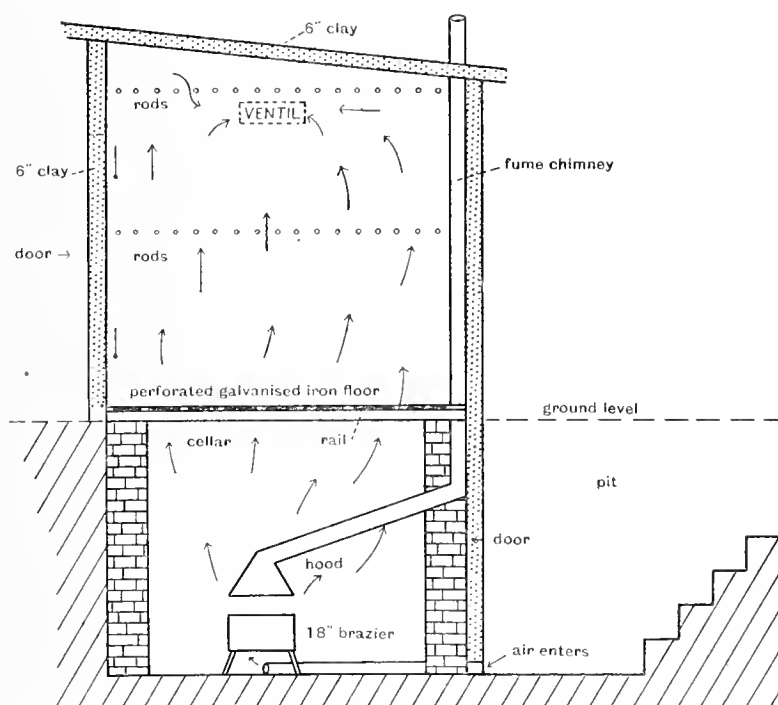 6" clay
rods
VENTIL
6" clay
fume chimney
door →
rods
perforated galvanised iron floor
ground level
cellar
rail
pit
door
hood
18" brazier
air enters